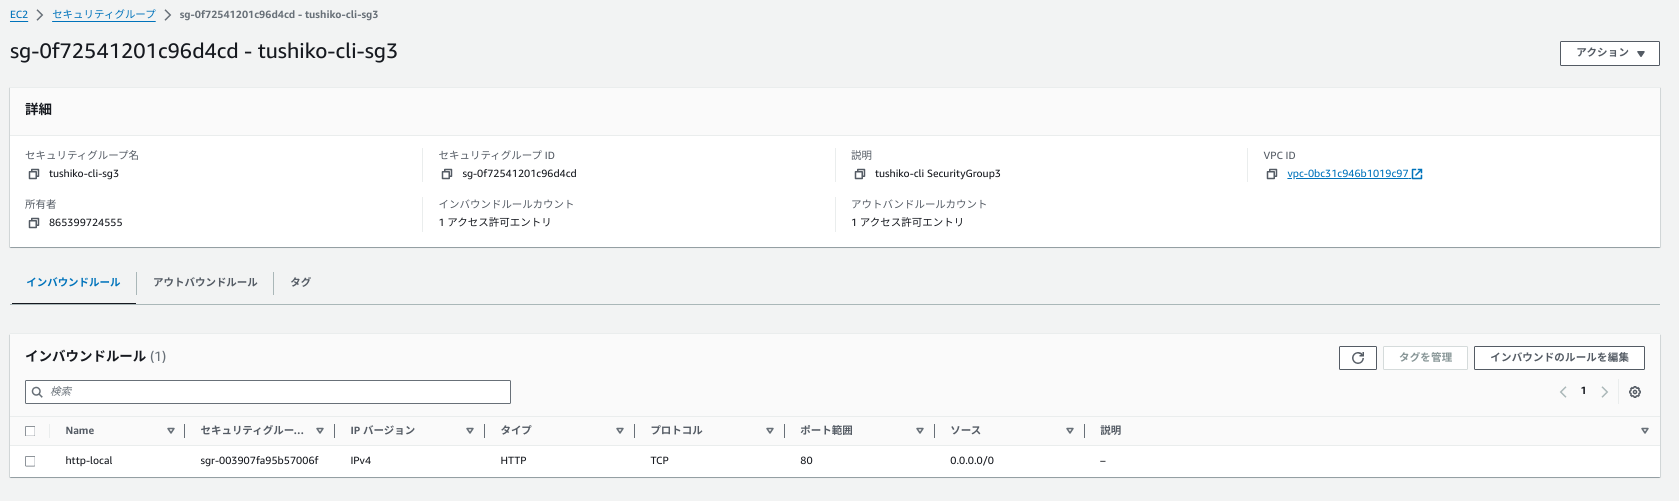 EC2 > セキュリティグループ > sg-0f72541201c96d4cd - tushiko-cli-sg3
sg-0f72541201c96d4cd - tushiko-cli-sg3
アクション ▼
詳細
セキュリティグループ名 セキュリティグループ ID 説明 VPC ID
tushiko-cli-sg3 sg-0f72541201c96d4cd tushiko-cli SecurityGroup3 vpc-0bc31c946b1019c97
所有者 インバウンドルールカウント アウトバンドルールカウント
865399724555 1 アクセス許可エントリ 1 アクセス許可エントリ
インバウンドルール アウトバウンドルール タグ
インバウンドルール (1) タグを管理 インバウンドのルールを編集
検索 1
Name セキュリティグルー... IP バージョン タイプ プロトコル ポート範囲 ソース 説明
http-local sgr-003907fa95b57006f IPv4 HTTP TCP 80 0.0.0.0/0 –